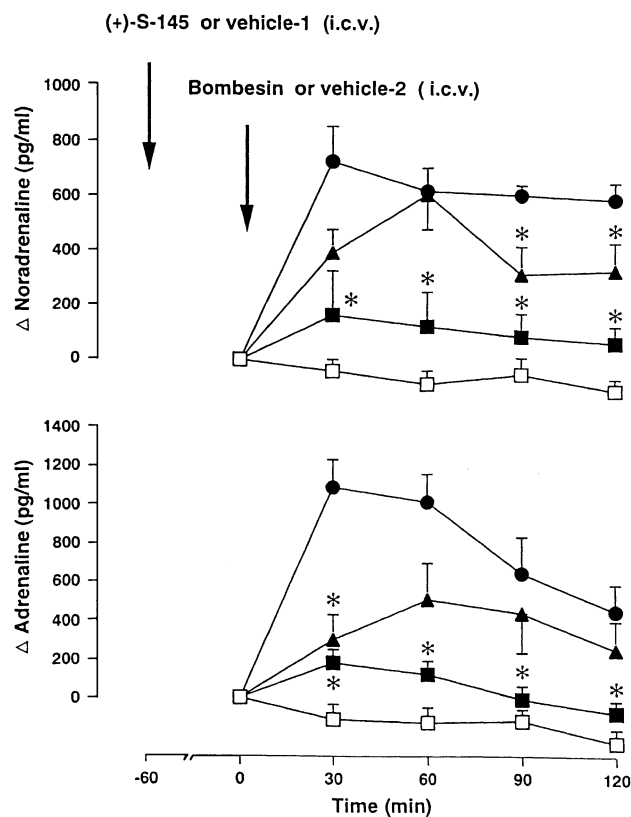 (+)-S-145 or vehicle-1 (i.c.v.)
Bombesin or vehicle-2 ( i.c.v.)
Δ Noradrenaline (pg/ml)
1000
800
600
400
200
0
* *
* * *
*
Δ Adrenaline (pg/ml)
1400
1200
1000
800
600
400
200
0
*
* * * *
-60 0 30 60 90 120
Time (min)